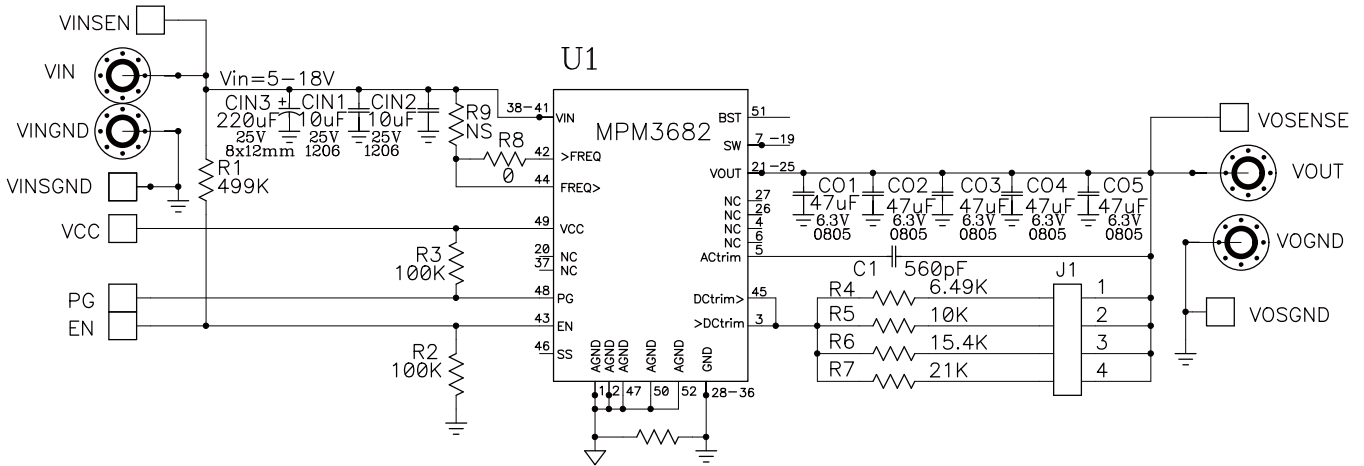 VINSEN
VIN
VINGND
VINSGND
VCC
PG
EN
Vin=5-18V
CIN3 +
220uF
25V
8x12mm
CIN1
10uF
25V
1206
CIN2
10uF
25V
1206
R9
NS
R8
0
R1
499K
R3
100K
R2
100K
U1
MPM3682
38-41
VIN
42
>FREQ
44
FREQ>
49
VCC
20
NC
37
NC
48
PG
43
EN
46
SS
AGND
AGND
AGND
AGND
AGND
GND
1
2
47
50
52
28-36
BST
51
SW
7 -19
VOUT
21-25
NC
27
NC
26
NC
4
NC
6
ACtrim
5
DCtrim>
45
>DCtrim
3
CO1
47uF
6.3V
0805
CO2
47uF
6.3V
0805
CO3
47uF
6.3V
0805
CO4
47uF
6.3V
0805
CO5
47uF
6.3V
0805
C1
560pF
J1
R4
6.49K
1
R5
10K
2
R6
15.4K
3
R7
21K
4
VOSENSE
VOUT
VOGND
VOSGND